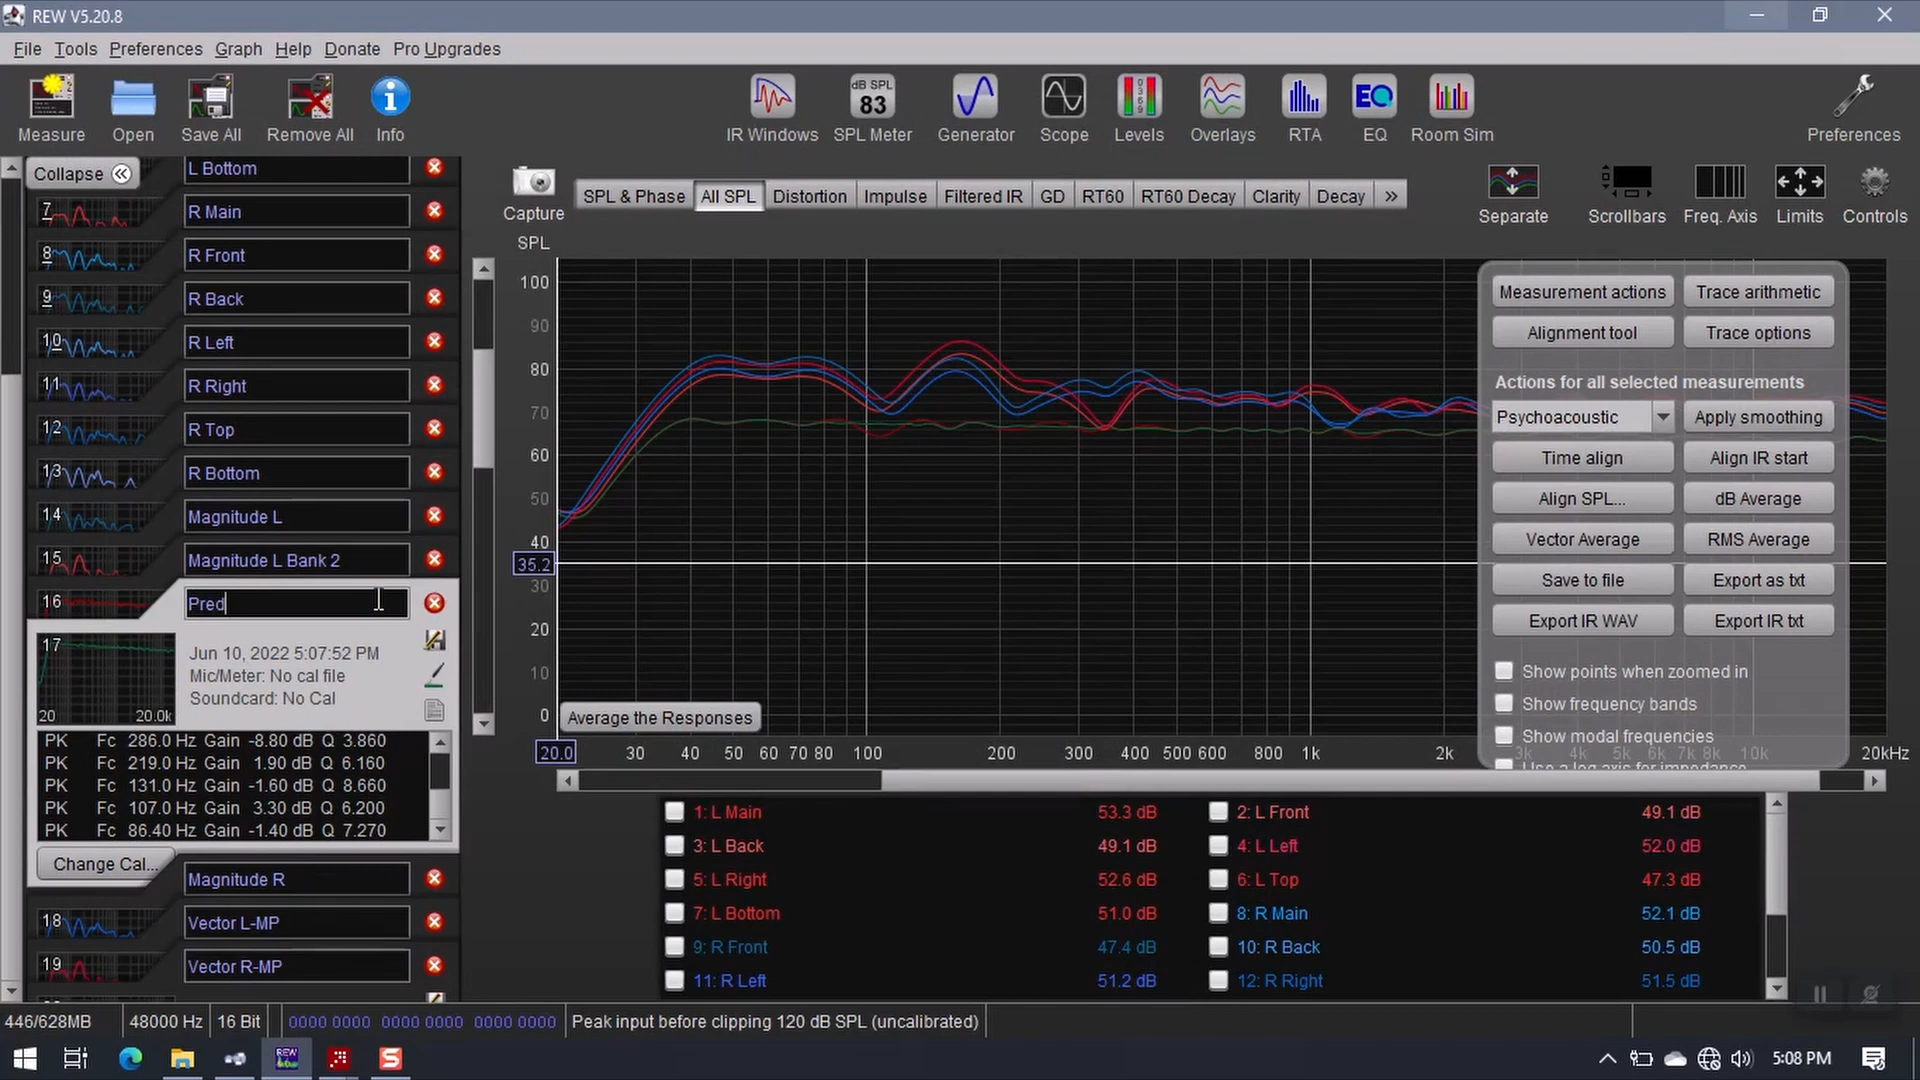 REW V5.20.8
File Tools Preferences Graph Help Donate Pro Upgrades
Measure Open Save All Remove All Info
dB SPL
83
EQ
IR Windows SPL Meter Generator Scope Levels Overlays RTA EQ Room Sim
Preferences
Collapse
L Bottom
7 R Main
8 R Front
9 R Back
10 R Left
11 R Right
12 R Top
13 R Bottom
14 Magnitude L
15 Magnitude L Bank 2
16 Pred
17
20 20.0k
Jun 10, 2022 5:07:52 PM
Mic/Meter: No cal file
Soundcard: No Cal
PK Fc 286.0 Hz Gain -8.80 dB Q 3.860
PK Fc 219.0 Hz Gain 1.90 dB Q 6.160
PK Fc 131.0 Hz Gain -1.60 dB Q 8.660
PK Fc 107.0 Hz Gain 3.30 dB Q 6.200
PK Fc 86.40 Hz Gain -1.40 dB Q 7.270
Change Cal...
Magnitude R
18 Vector L-MP
19 Vector R-MP
Capture
SPL & Phase All SPL Distortion Impulse Filtered IR GD RT60 RT60 Decay Clarity Decay
Separate Scrollbars Freq. Axis Limits Controls
SPL
100
90
80
70
60
50
40
35.2
30
20
10
0
Average the Responses
20.0 30 40 50 60 70 80 100 200 300 400 500 600 800 1k 2k 3k 4k 5k 6k 7k 10k 20kHz
Measurement actions Trace arithmetic
Alignment tool Trace options
Actions for all selected measurements
Psychoacoustic Apply smoothing
Time align Align IR start
Align SPL... dB Average
Vector Average RMS Average
Save to file Export as txt
Export IR WAV Export IR txt
Show points when zoomed in
Show frequency bands
Show modal frequencies
Use a log axis for impedance
1: L Main 53.3 dB 2: L Front 49.1 dB
3: L Back 49.1 dB 4: L Left 52.0 dB
5: L Right 52.6 dB 6: L Top 47.3 dB
7: L Bottom 51.0 dB 8: R Main 52.1 dB
9: R Front 47.4 dB 10: R Back 50.5 dB
11: R Left 51.2 dB 12: R Right 51.5 dB
446/628MB 48000 Hz 16 Bit 0000 0000 0000 0000 0000 0000 Peak input before clipping 120 dB SPL (uncalibrated)
REW
S
5:08 PM